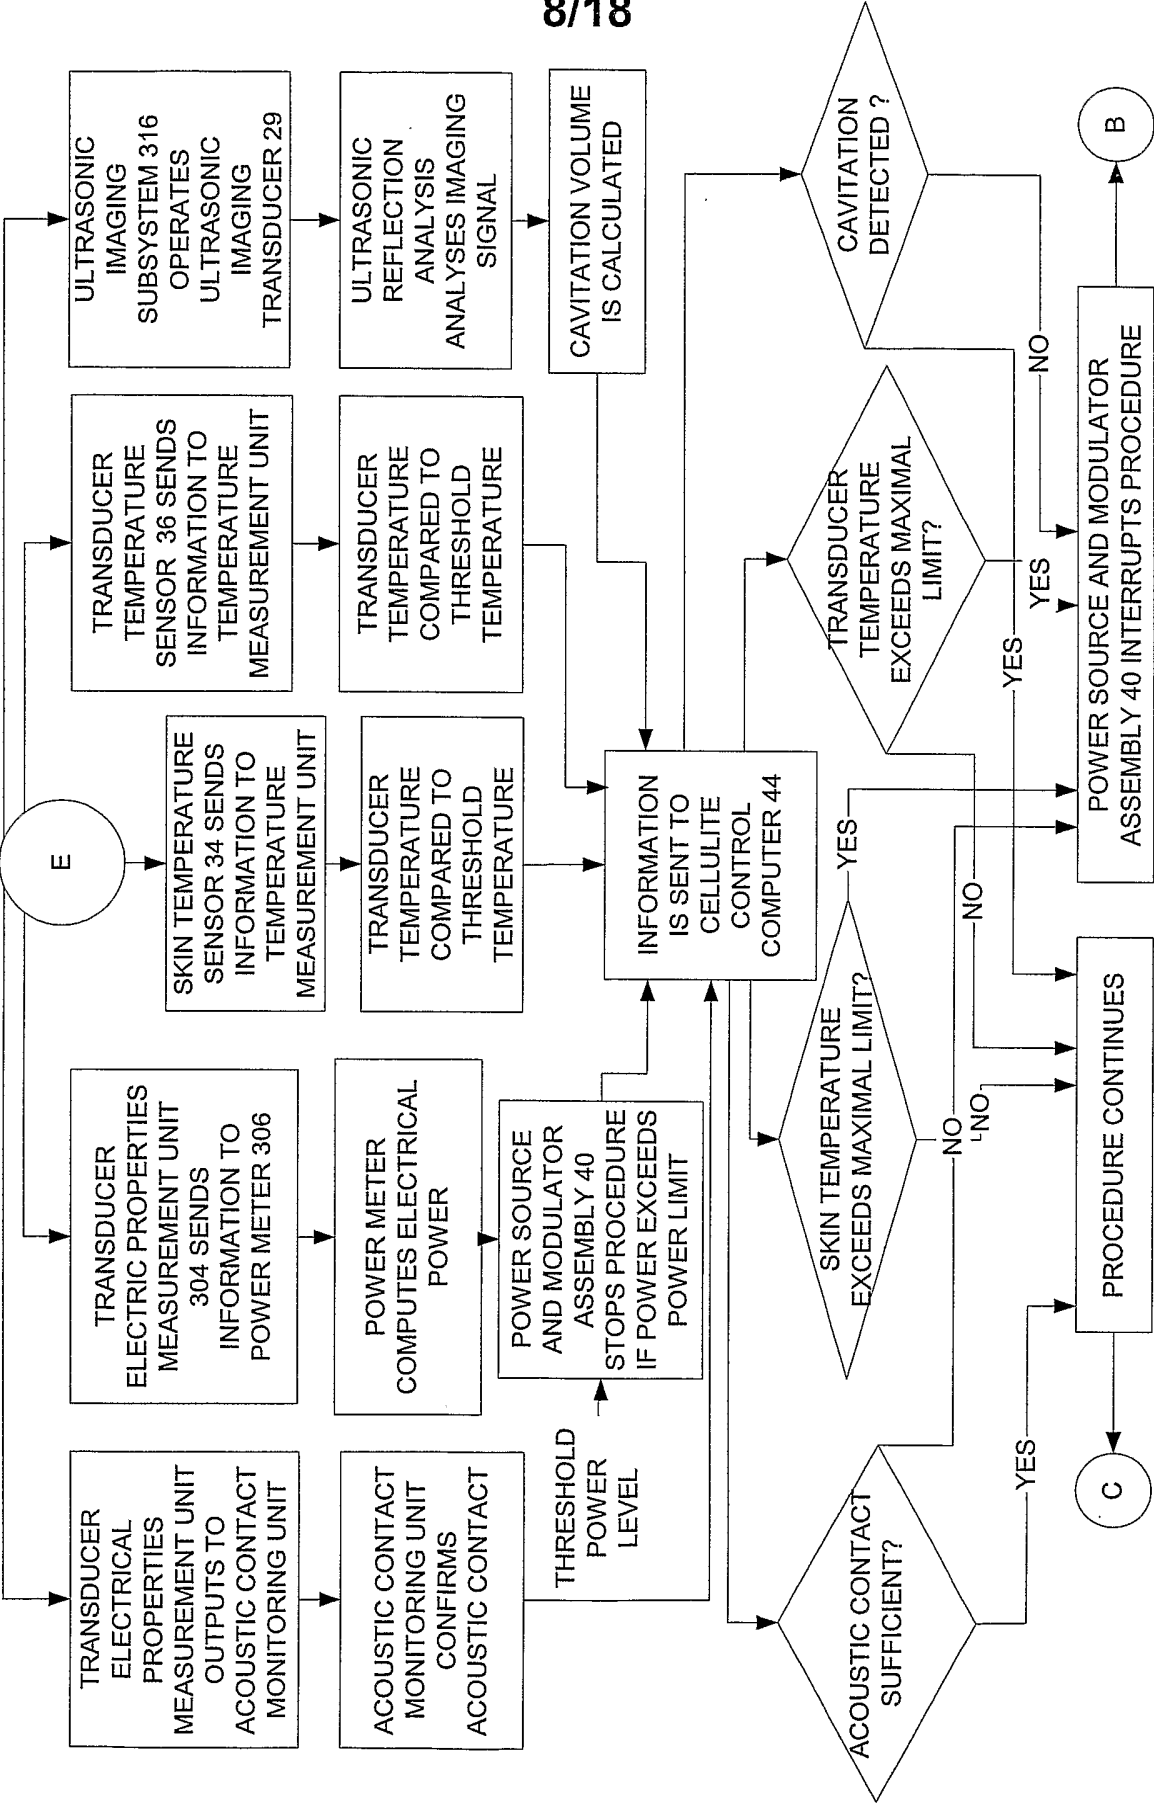 8/18
E
TRANSDUCER
ELECTRICAL
PROPERTIES
MEASUREMENT UNIT
OUTPUTS TO
ACOUSTIC CONTACT
MONITORING UNIT
TRANSDUCER
ELECTRIC PROPERTIES
MEASUREMENT UNIT
304 SENDS
INFORMATION TO
POWER METER 306
SKIN TEMPERATURE
SENSOR 34 SENDS
INFORMATION TO
TEMPERATURE
MEASUREMENT UNIT
TRANSDUCER
TEMPERATURE
SENSOR 36 SENDS
INFORMATION TO
TEMPERATURE
MEASUREMENT UNIT
ULTRASONIC
IMAGING
SUBSYSTEM 316
OPERATES
ULTRASONIC
IMAGING
TRANSDUCER 29
ACOUSTIC CONTACT
MONITORING UNIT
CONFIRMS
ACOUSTIC CONTACT
POWER METER
COMPUTES ELECTRICAL
POWER
TRANSDUCER
TEMPERATURE
COMPARED TO
THRESHOLD
TEMPERATURE
TRANSDUCER
TEMPERATURE
COMPARED TO
THRESHOLD
TEMPERATURE
ULTRASONIC
REFLECTION
ANALYSIS
ANALYSES IMAGING
SIGNAL
THRESHOLD
POWER
LEVEL
POWER SOURCE
AND MODULATOR
ASSEMBLY 40
STOPS PROCEDURE
IF POWER EXCEEDS
POWER LIMIT
CAVITATION VOLUME
IS CALCULATED
INFORMATION
IS SENT TO
CELLULITE
CONTROL
COMPUTER 44
ACOUSTIC CONTACT
SUFFICIENT?
SKIN TEMPERATURE
EXCEEDS MAXIMAL LIMIT?
TRANSDUCER
TEMPERATURE
EXCEEDS MAXIMAL
LIMIT?
CAVITATION
DETECTED ?
YES
NO
NO
YES
NO
YES
YES
NO
PROCEDURE CONTINUES
POWER SOURCE AND MODULATOR
ASSEMBLY 40 INTERRUPTS PROCEDURE
C
B